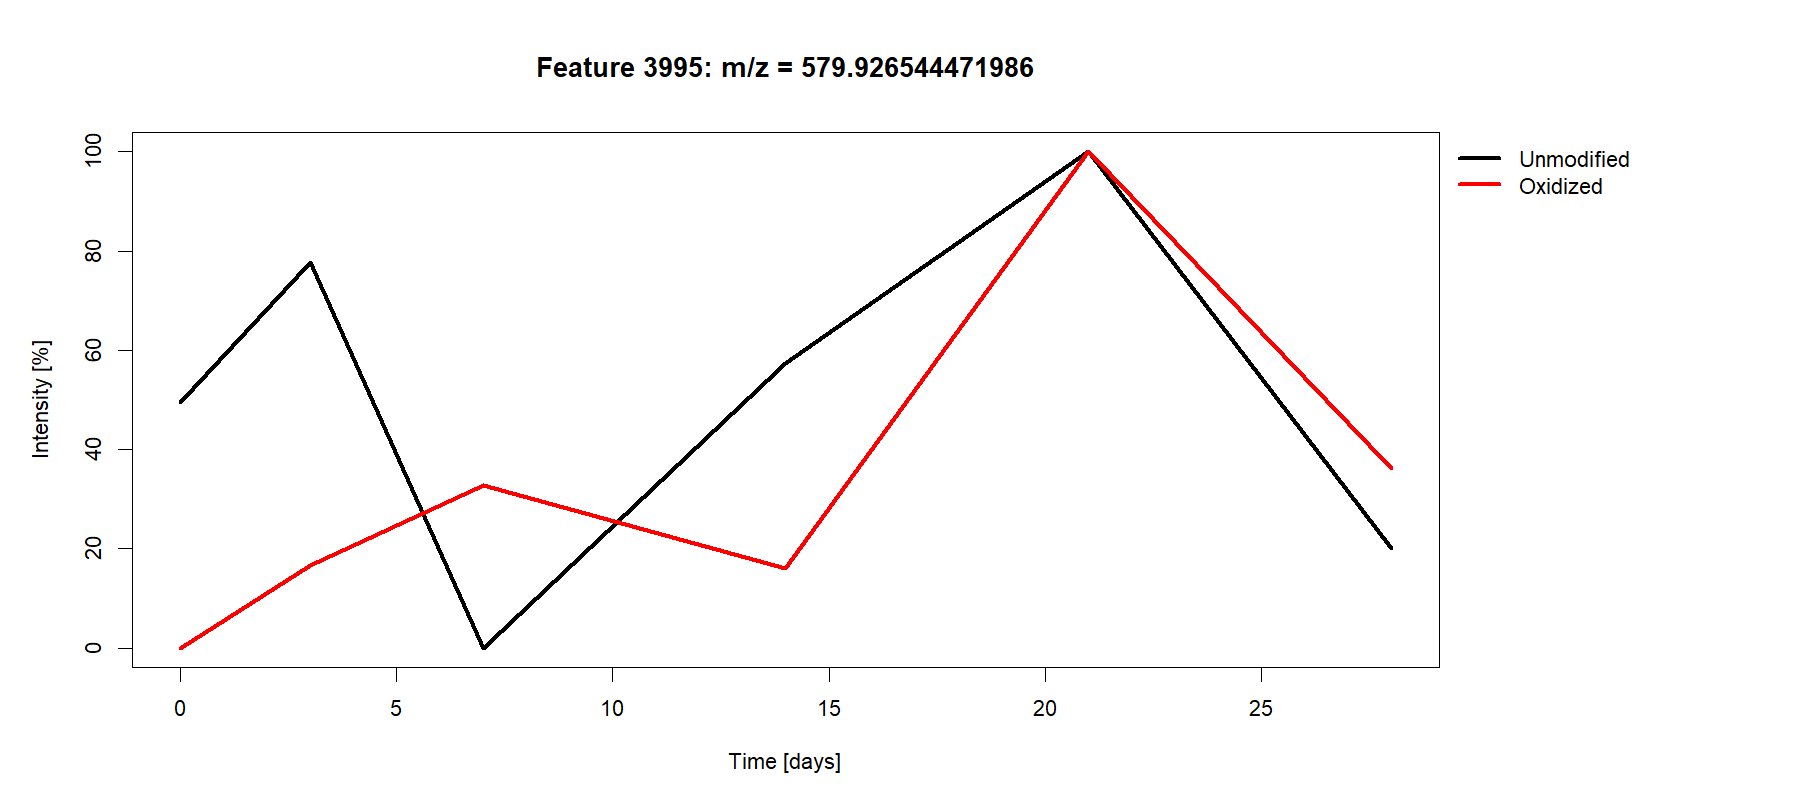 Feature 3995: m/z = 579.926544471986
Unmodified
Oxidized
Intensity [%]
100
80
60
40
20
0
0 5 10 15 20 25
Time [days]